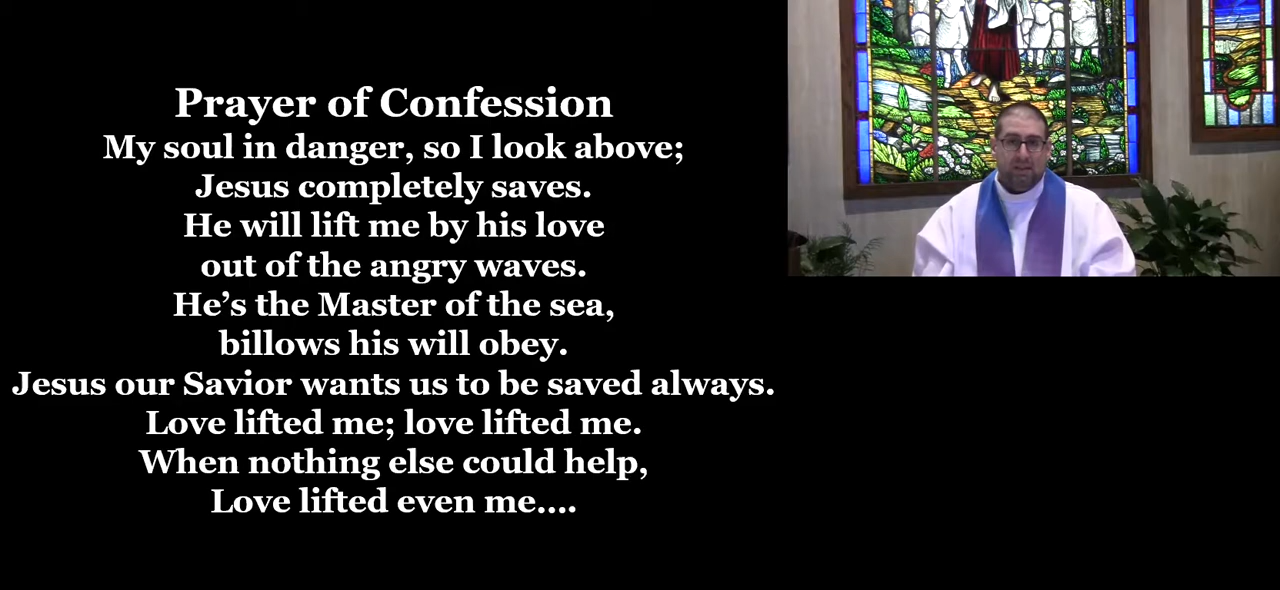 Prayer of Confession
My soul in danger, so I look above;
Jesus completely saves.
He will lift me by his love
out of the angry waves.
He’s the Master of the sea,
billows his will obey.
Jesus our Savior wants us to be saved always.
Love lifted me; love lifted me.
When nothing else could help,
Love lifted even me….